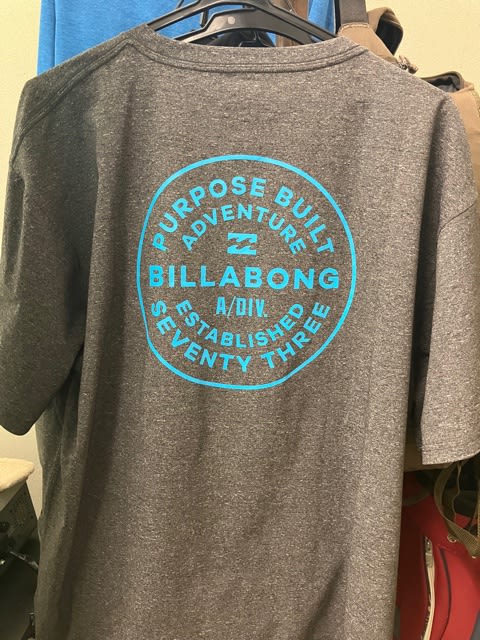 PURPOSE BUILT
ADVENTURE
BILLABONG
A/DIV.
ESTABLISHED
SEVENTY THREE